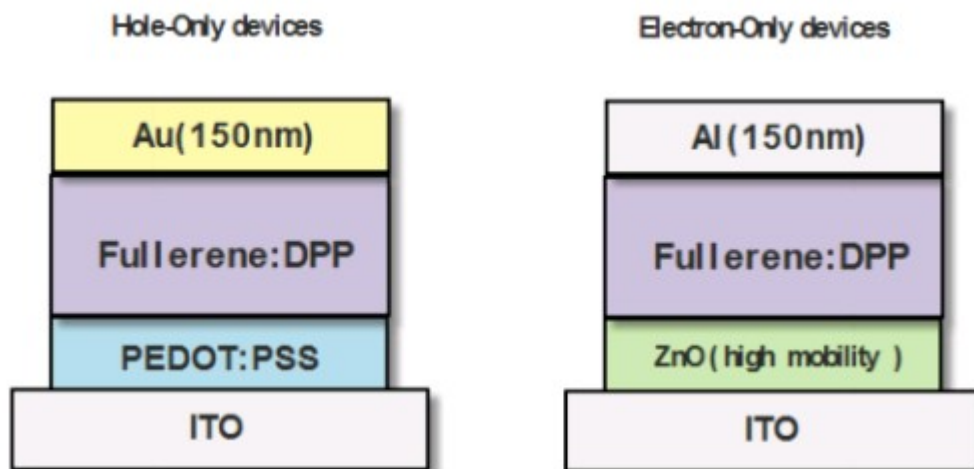 Hole-Only devices
Electron-Only devices
Au(150nm)
Fullerene:DPP
PEDOT:PSS
ITO
Al(150nm)
Fullerene:DPP
ZnO( high mobility )
ITO